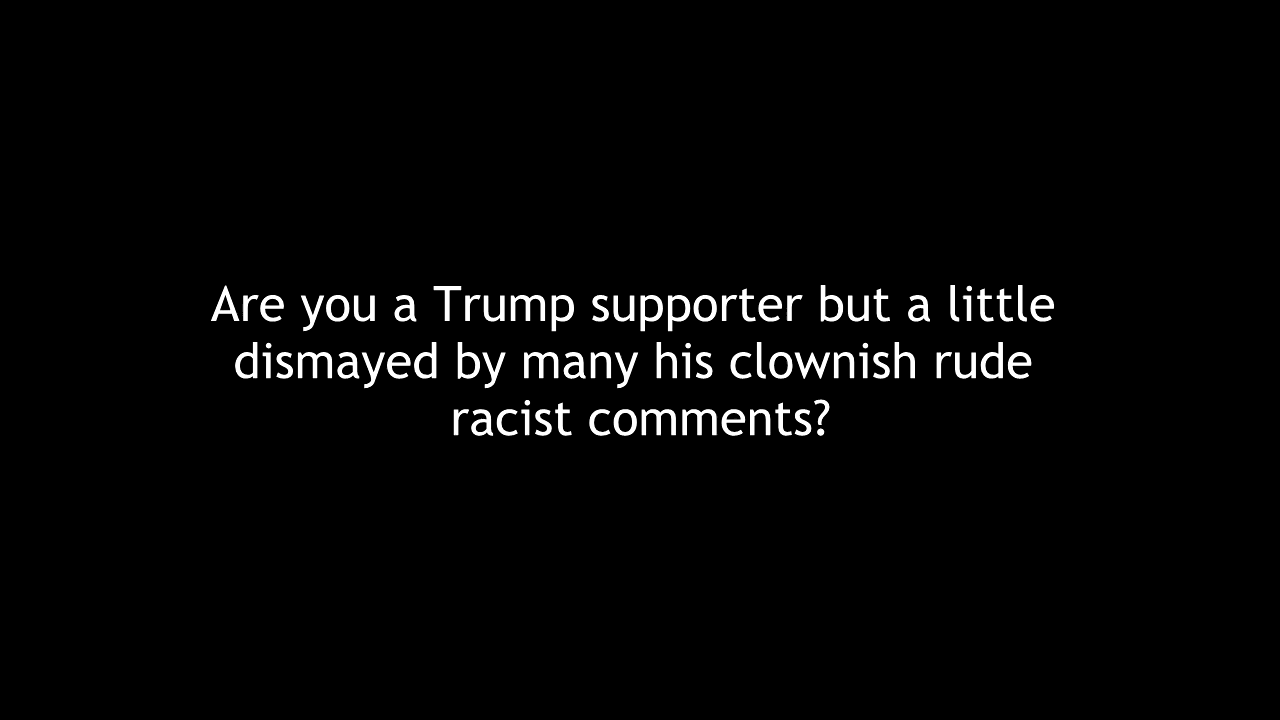 Are you a Trump supporter but a little
dismayed by many his clownish rude
racist comments?